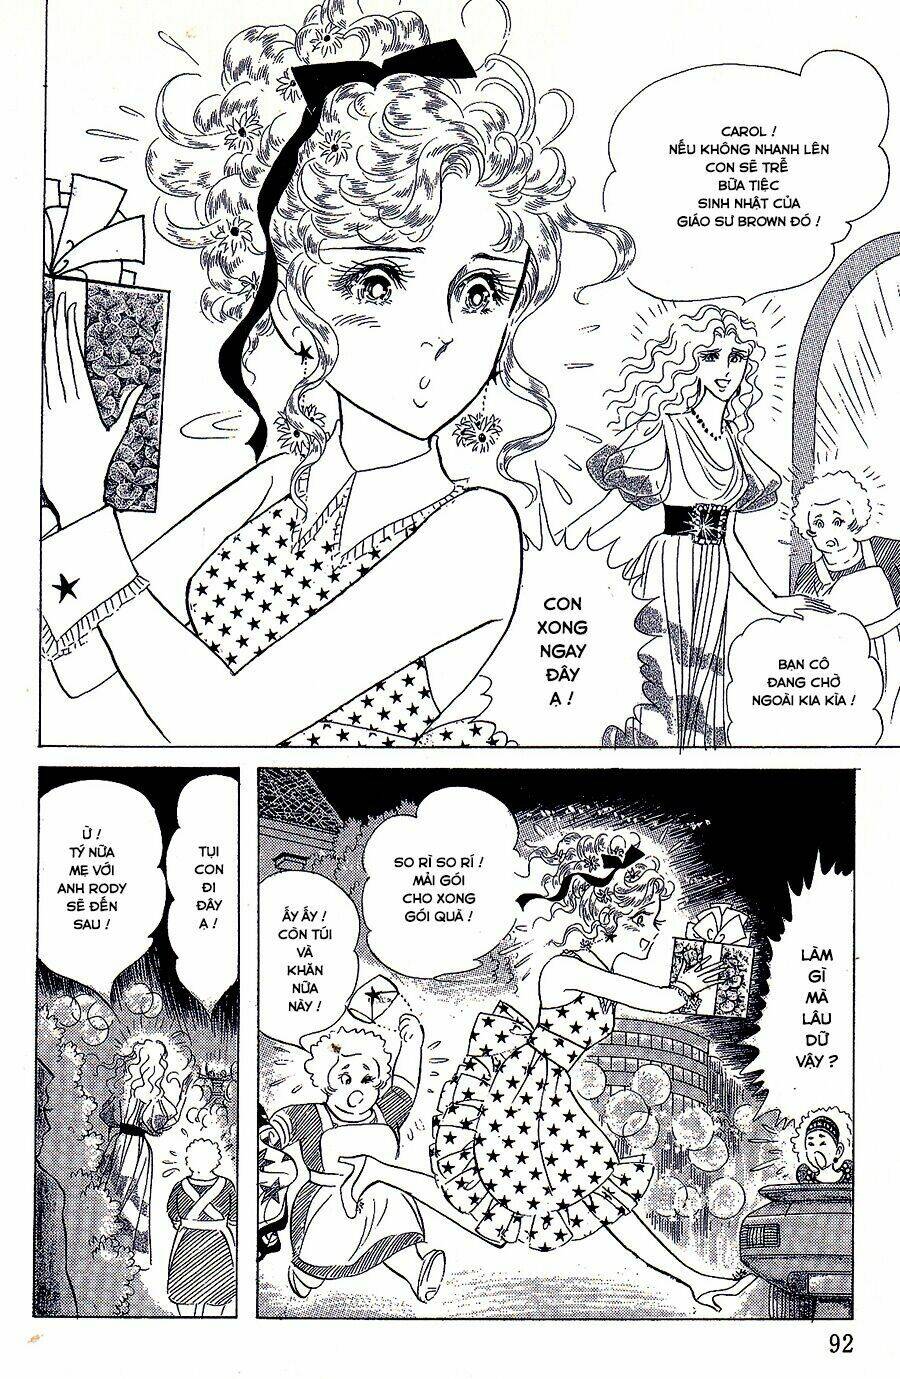 CAROL !
NẾU KHÔNG NHANH LÊN
CON SẼ TRỄ
BỮA TIỆC
SINH NHẬT CỦA
GIÁO SƯ BROWN ĐÓ !
CON
XONG
NGAY
ĐÂY
Ạ !
BẠN CÔ
ĐANG CHỜ
NGOÀI KIA KÌA !
TỤI
CON
ĐI
ĐÂY
Ạ !
Ừ !
TÝ NỮA
MẸ VỚI
ANH RODY
SẼ ĐẾN
SAU !
LÀM
GÌ
MÀ
LÂU
DỮ
VẬY ?
SO RÌ SO RÍ !
MẢI GÓI
CHO XONG
GÓI QUÀ !
ẤY ẤY !
CÒN TÚI
VÀ
KHĂN
NỮA
NÀY !
92